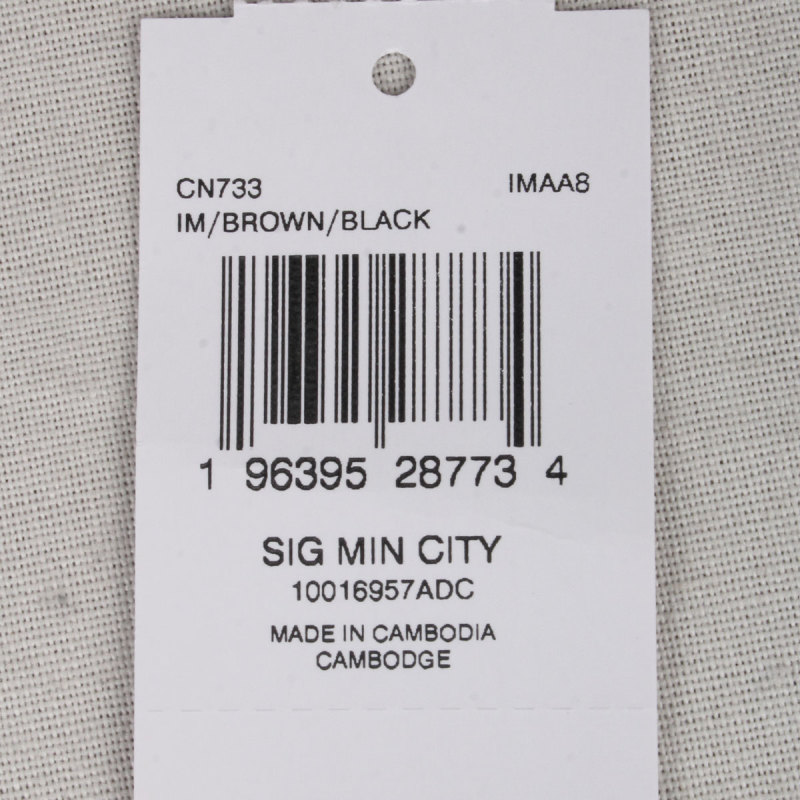 CN733 IMAA8
IM/BROWN/BLACK
1 96395 28773 4
SIG MIN CITY
10016957ADC
MADE IN CAMBODIA
CAMBODGE